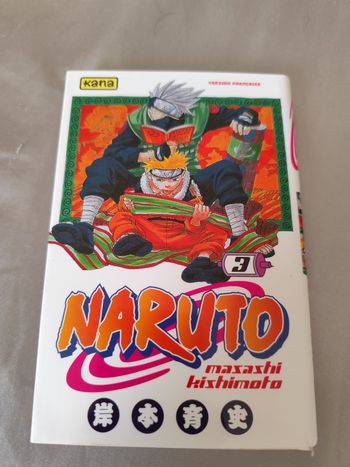 KANA
VERSION FRANÇAISE
3
NARUTO
masashi
kishimoto
岸本斉史